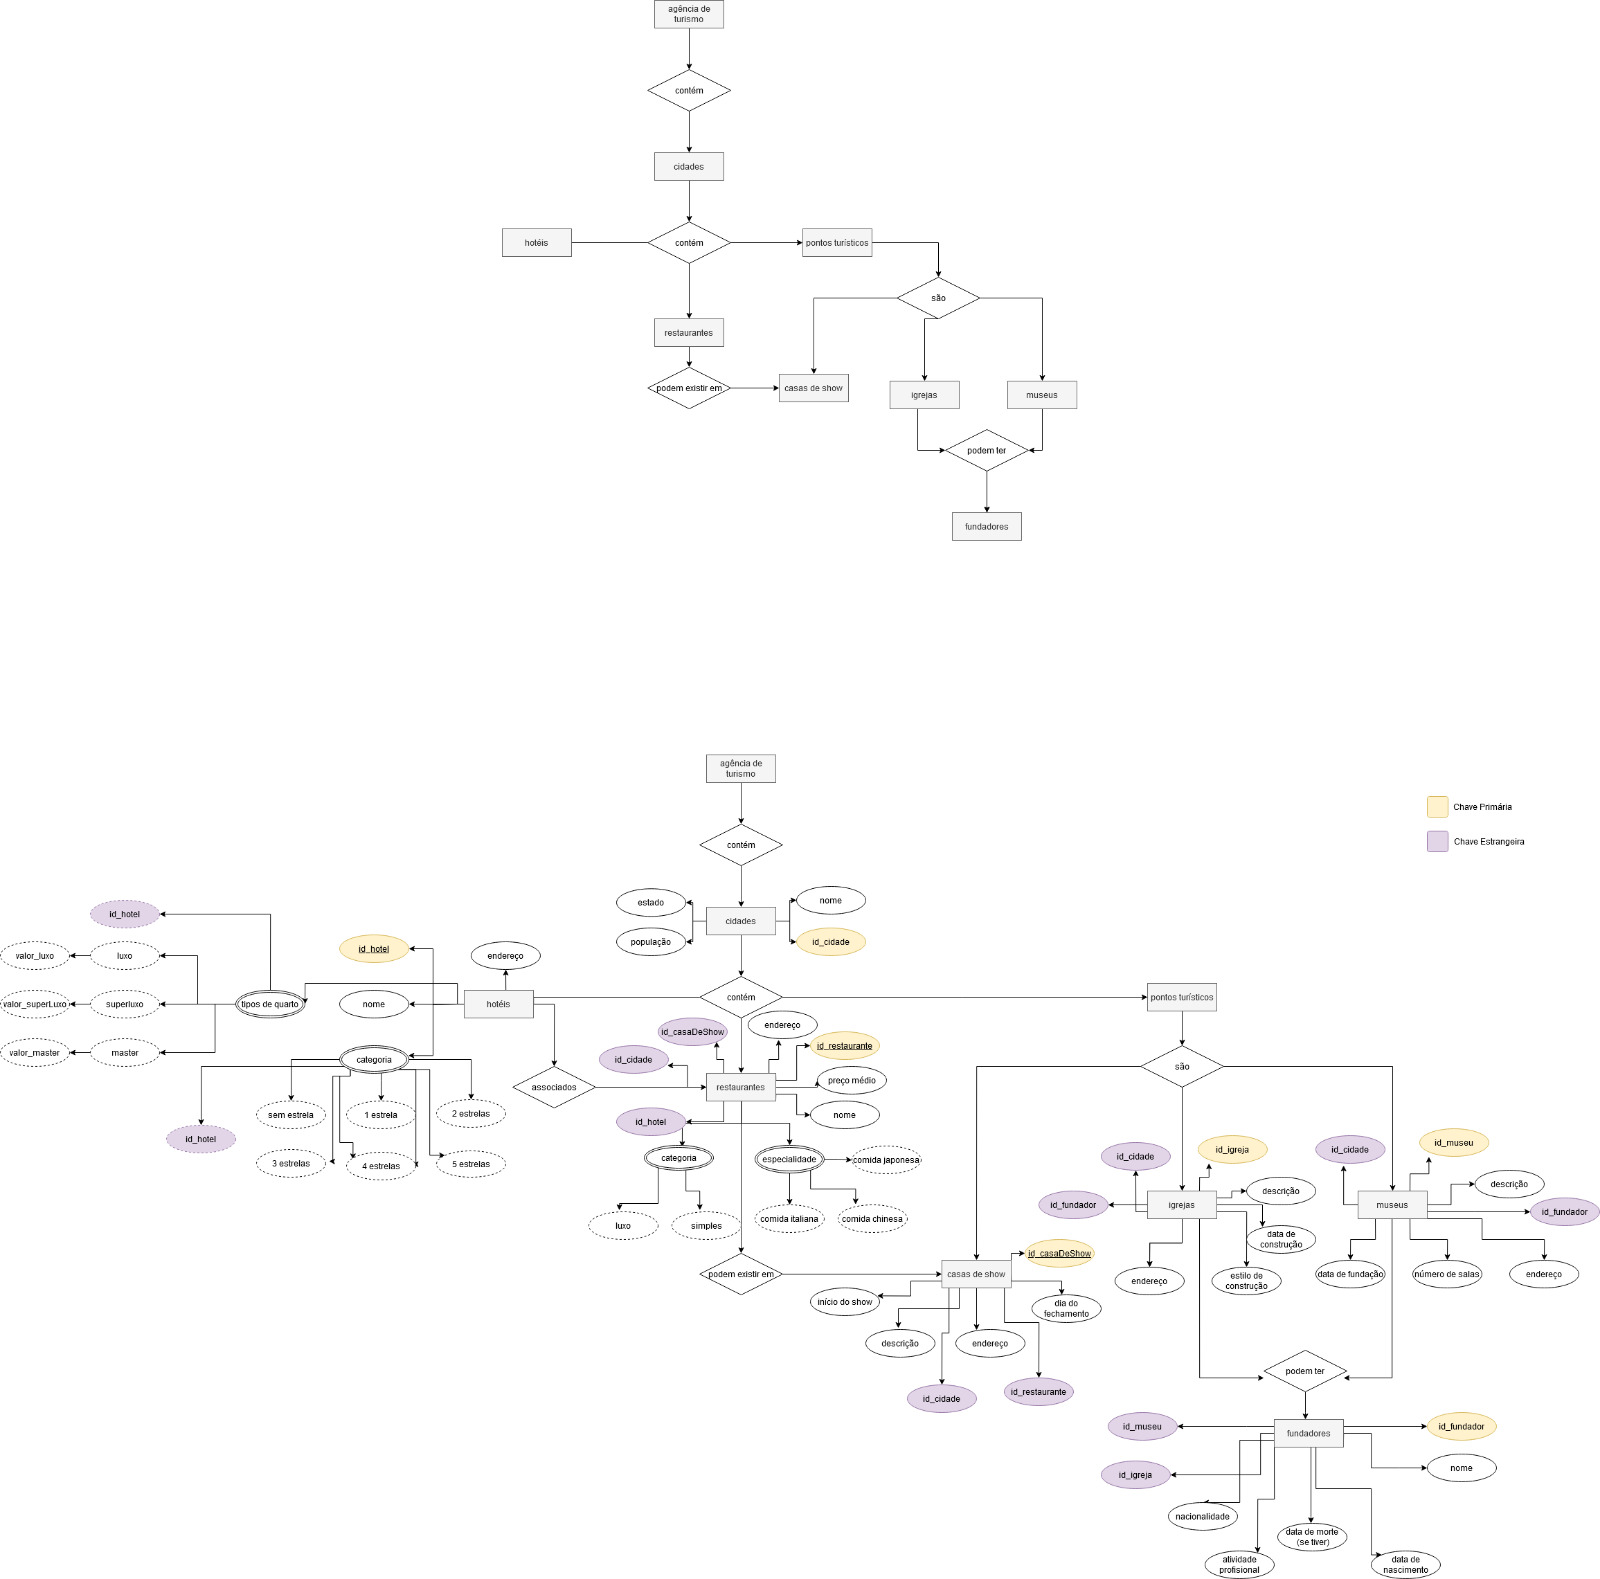 agência de
turismo
contém
cidades
hotéis
contém
pontos turísticos
são
restaurantes
podem existir em
casas de show
igrejas
museus
podem ter
fundadores
agência de
turismo
Chave Primária
contém
Chave Estrangeira
estado
nome
id_hotel
cidades
população
id_cidade
id_hotel
endereço
valor_luxo
luxo
contém
pontos turísticos
valor_superLuxo
superluxo
tipos de quarto
nome
hotéis
id_casaDeShow
endereço
id_restaurante
valor_master
master
categoria
id_cidade
são
associados
restaurantes
preço médio
sem estrela
1 estrela
2 estrelas
id_hotel
nome
id_hotel
categoria
especialidade
comida japonesa
3 estrelas
4 estrelas
5 estrelas
id_cidade
id_igreja
id_cidade
id_museu
descrição
descrição
id_fundador
igrejas
museus
id_fundador
luxo
simples
comida italiana
comida chinesa
data de
construção
id_casaDeShow
podem existir em
casas de show
endereço
estilo de
construção
data de fundação
número de salas
endereço
início do show
dia do
fechamento
descrição
endereço
id_cidade
id_restaurante
podem ter
id_museu
fundadores
id_fundador
id_igreja
nome
nacionalidade
data de morte
(se tiver)
atividade
profisional
data de
nascimento